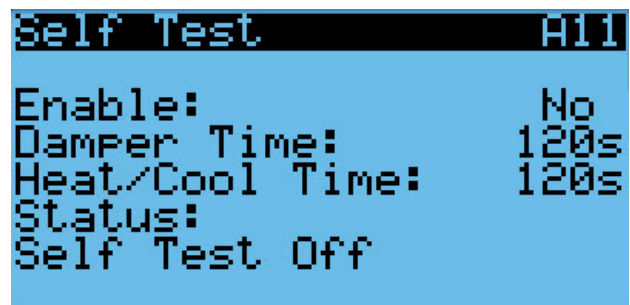 Self Test A11
Enable: No
Damper Time: 120s
Heat/Cool Time: 120s
Status:
Self Test Off